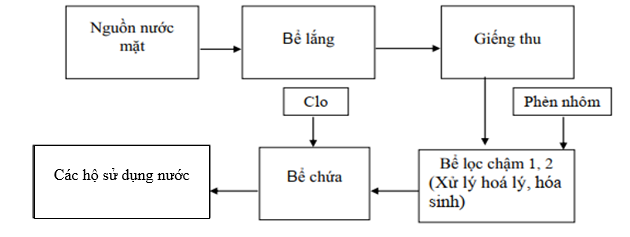 Nguồn nước
mặt
Bể lắng
Giếng thu
Clo
Phèn nhôm
Các hộ sử dụng nước
Bể chứa
Bể lọc chậm 1, 2
(Xử lý hoá lý, hóa
sinh)